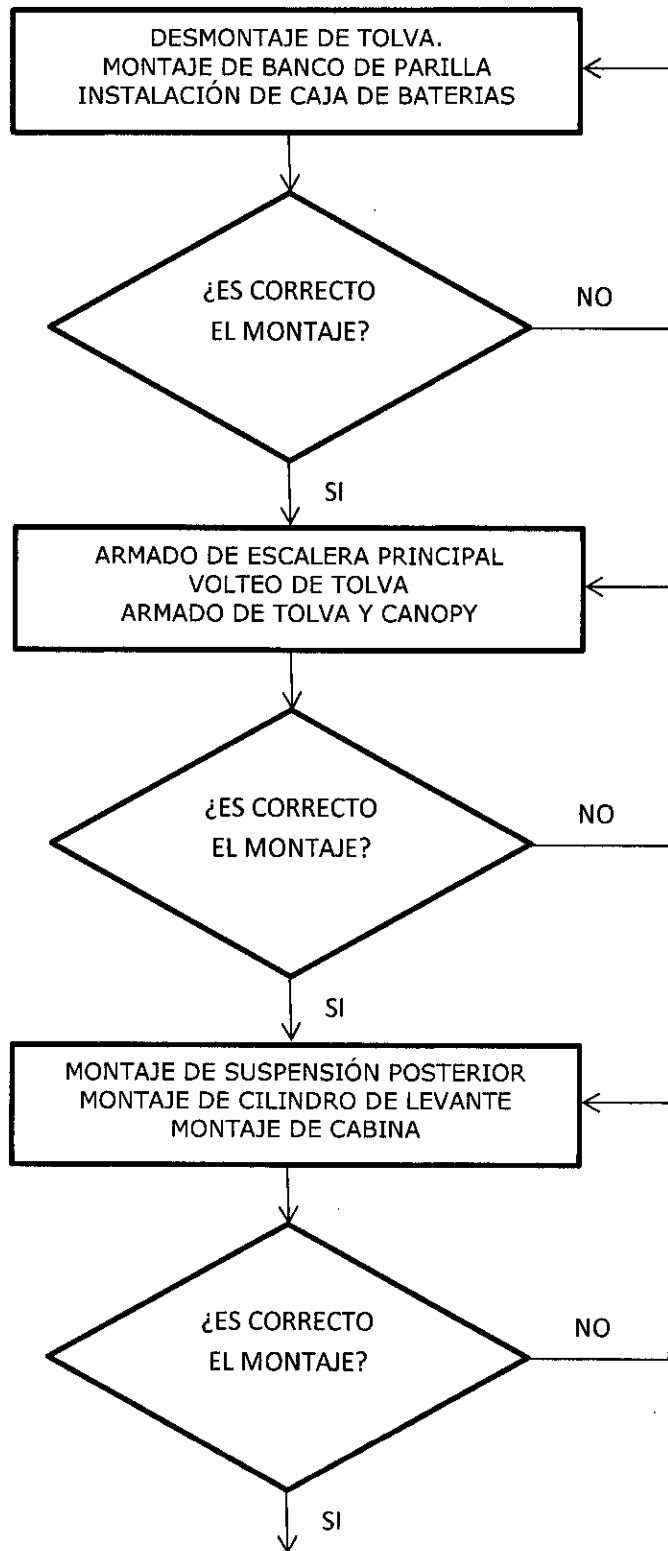 DESMONTAJE DE TOLVA.
MONTAJE DE BANCO DE PARILLA
INSTALACIÓN DE CAJA DE BATERIAS
¿ES CORRECTO
EL MONTAJE?
NO
SI
ARMADO DE ESCALERA PRINCIPAL
VOLTEO DE TOLVA
ARMADO DE TOLVA Y CANOPY
¿ES CORRECTO
EL MONTAJE?
NO
SI
MONTAJE DE SUSPENSIÓN POSTERIOR
MONTAJE DE CILINDRO DE LEVANTE
MONTAJE DE CABINA
¿ES CORRECTO
EL MONTAJE?
NO
SI